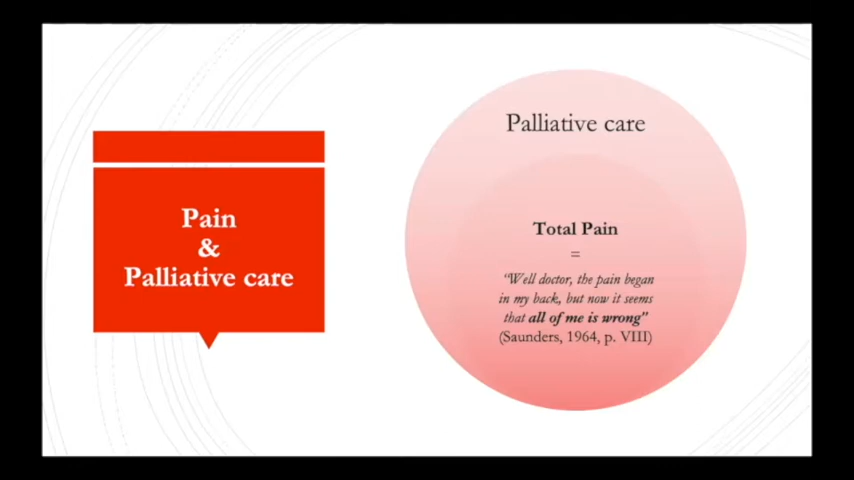 Pain
&
Palliative care
Palliative care
Total Pain
=
“Well doctor, the pain began
in my back, but now it seems
that all of me is wrong”
(Saunders, 1964, p. VIII)